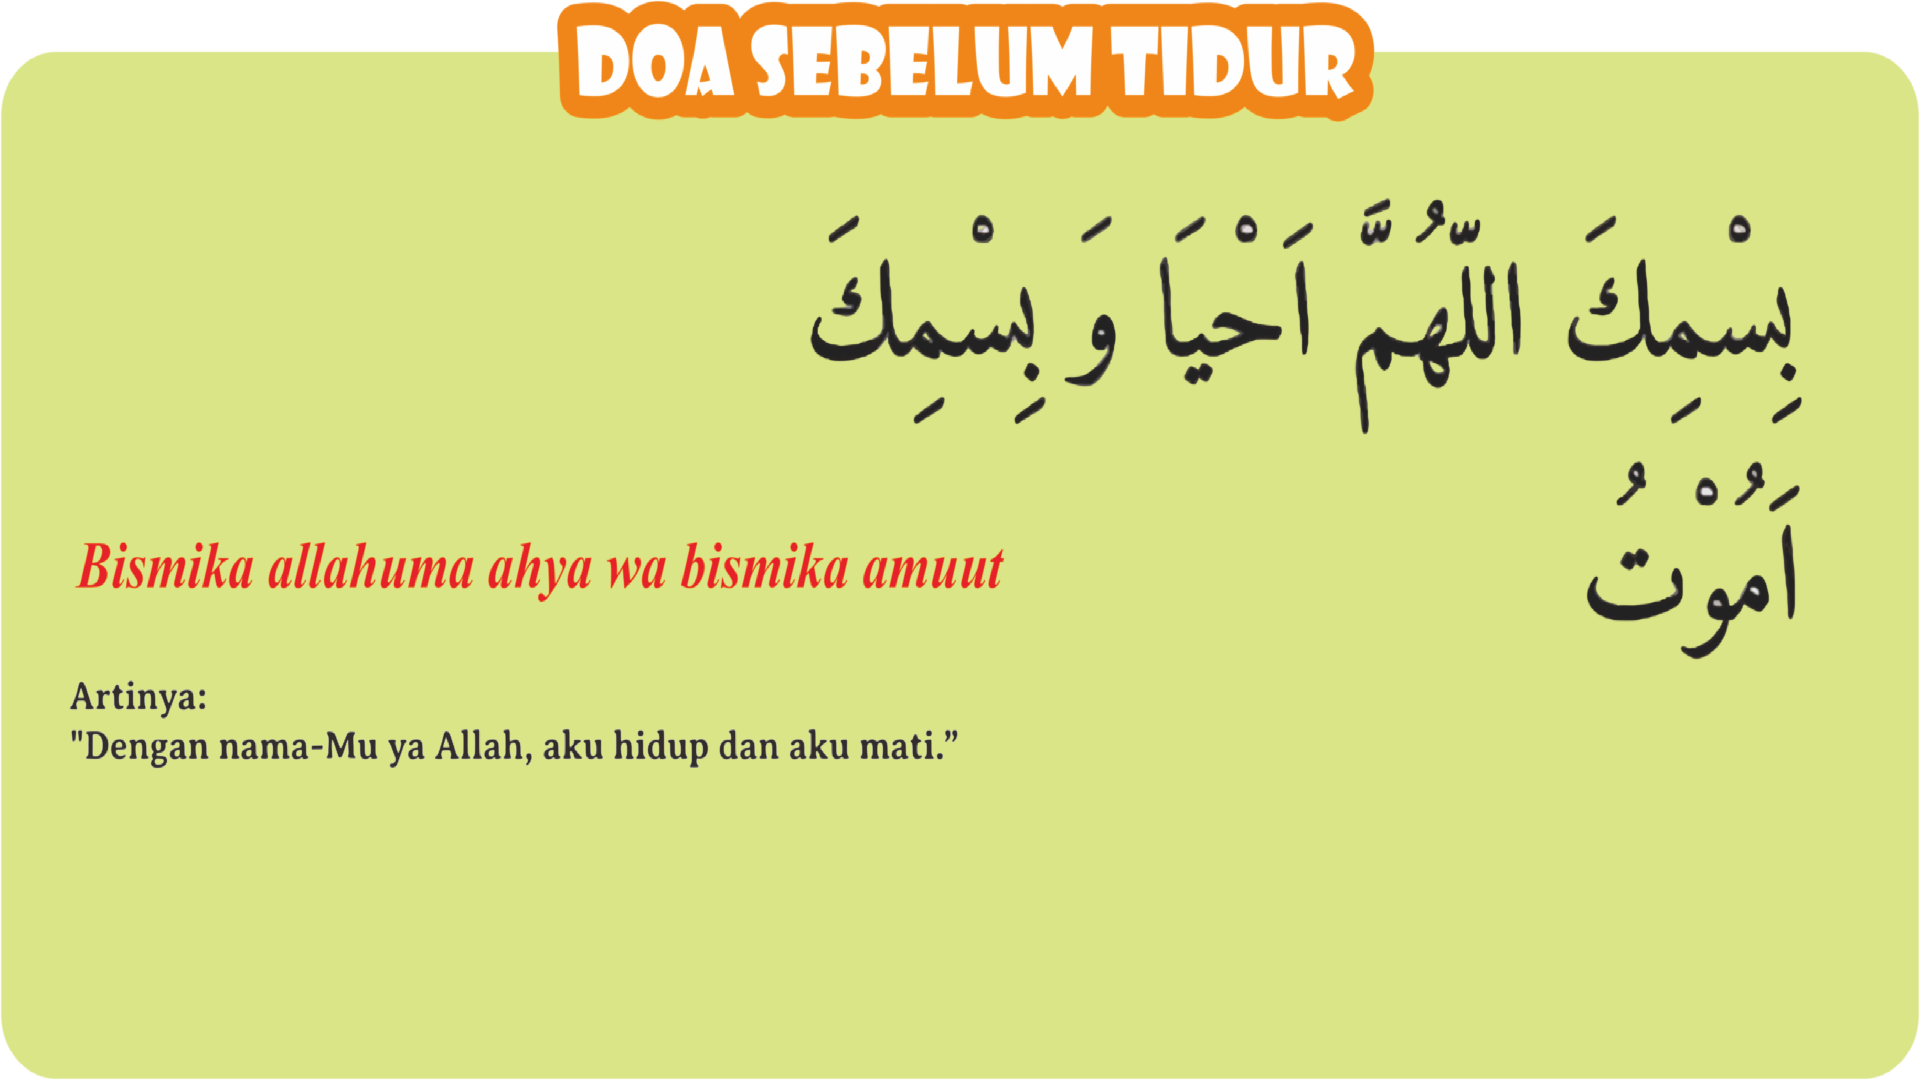 DOA SEBELUM TIDUR
بِسْمِكَ اللّٰهُمَّ اَحْيَا وَ بِسْمِكَ
اَمُوْتُ
Bismika allahuma ahya wa bismika amuut
Artinya:
"Dengan nama-Mu ya Allah, aku hidup dan aku mati.”